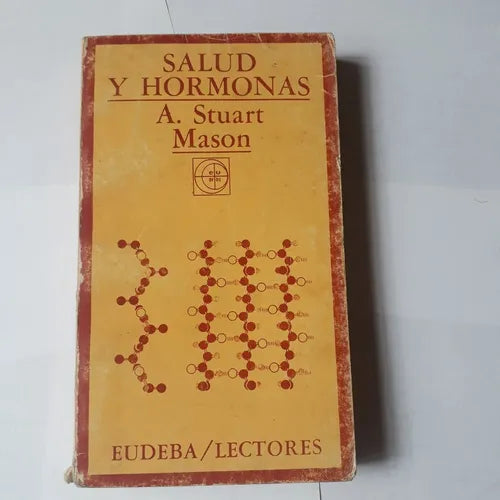 SALUD
Y HORMONAS
A. Stuart
Mason
EUDEBA/LECTORES